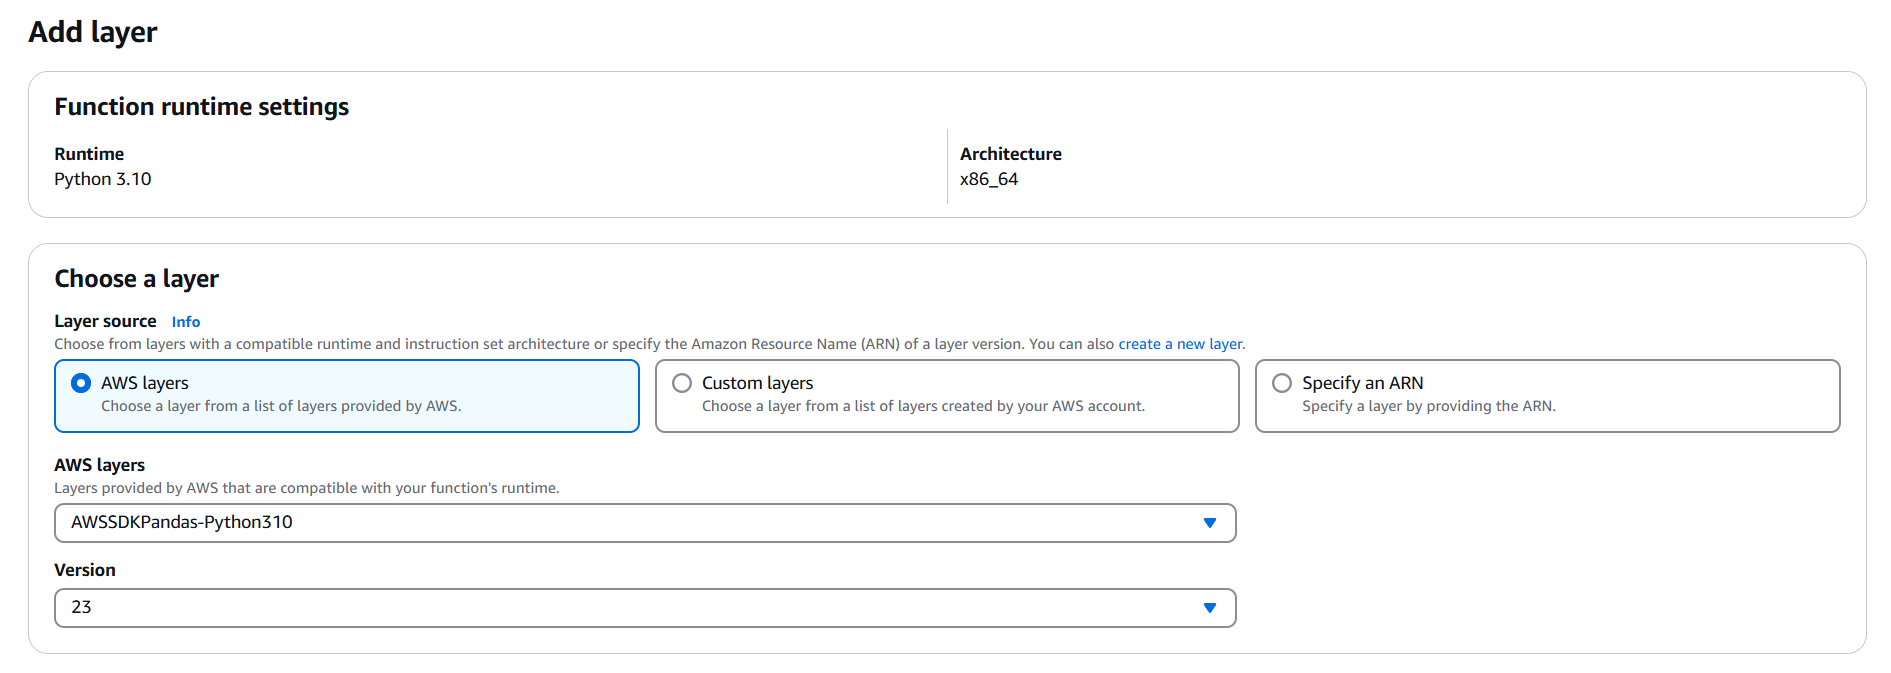 Add layer
Function runtime settings
Runtime
Python 3.10
Architecture
x86_64
Choose a layer
Layer source Info
Choose from layers with a compatible runtime and instruction set architecture or specify the Amazon Resource Name (ARN) of a layer version. You can also create a new layer.
AWS layers
Choose a layer from a list of layers provided by AWS.
Custom layers
Choose a layer from a list of layers created by your AWS account.
Specify an ARN
Specify a layer by providing the ARN.
AWS layers
Layers provided by AWS that are compatible with your function's runtime.
AWSSDKPandas-Python310
Version
23